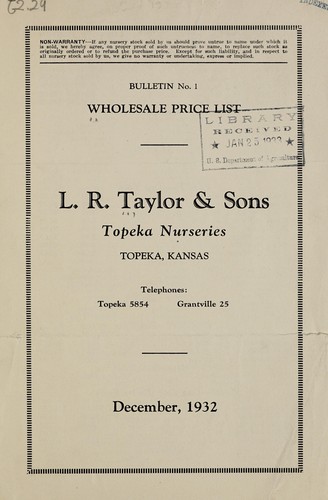 62.29
NON-WARRANTY—If any nursery stock sold by us should prove untrue to name under which it
is sold, we hereby agree, on proper proof of such untrueness to name, to replace such stock as
originally ordered or to refund the purchase price. Except for such liability, and in respect to
all nursery stock sold by us, we give no warranty or undertaking, express or implied.
BULLETIN No. 1
WHOLESALE PRICE LIST
LIBRARY
RECEIVED
★ JAN 25 1933 ★
U. S. Department of Agriculture
L. R. Taylor & Sons
Topeka Nurseries
TOPEKA, KANSAS
Telephones:
Topeka 5854 Grantville 25
December, 1932